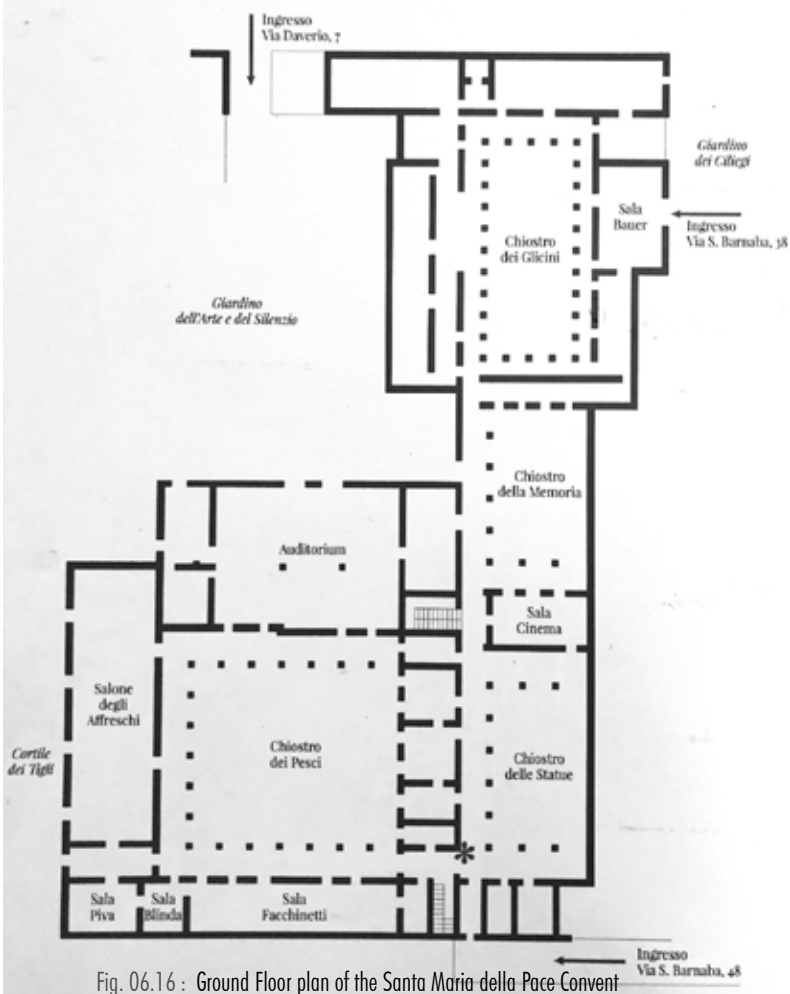 Ingresso
Via Daverio, 7
Giardino
dei Ciliegi
Sala
Bauer
Ingresso
Via S. Barnaba, 38
Chiostro
dei Glicini
Giardino
dell'Arte e del Silenzio
Chiostro
della Memoria
Auditorium
Sala
Cinema
Salone
degli
Affreschi
Chiostro
dei Pesci
Chiostro
delle Statue
Cortile
dei Tigli
*
Sala
Piva
Sala
Blinda
Sala
Facchinetti
Ingresso
Via S. Barnaba, 48
Fig. 06.16 : Ground Floor plan of the Santa Maria della Pace Convent